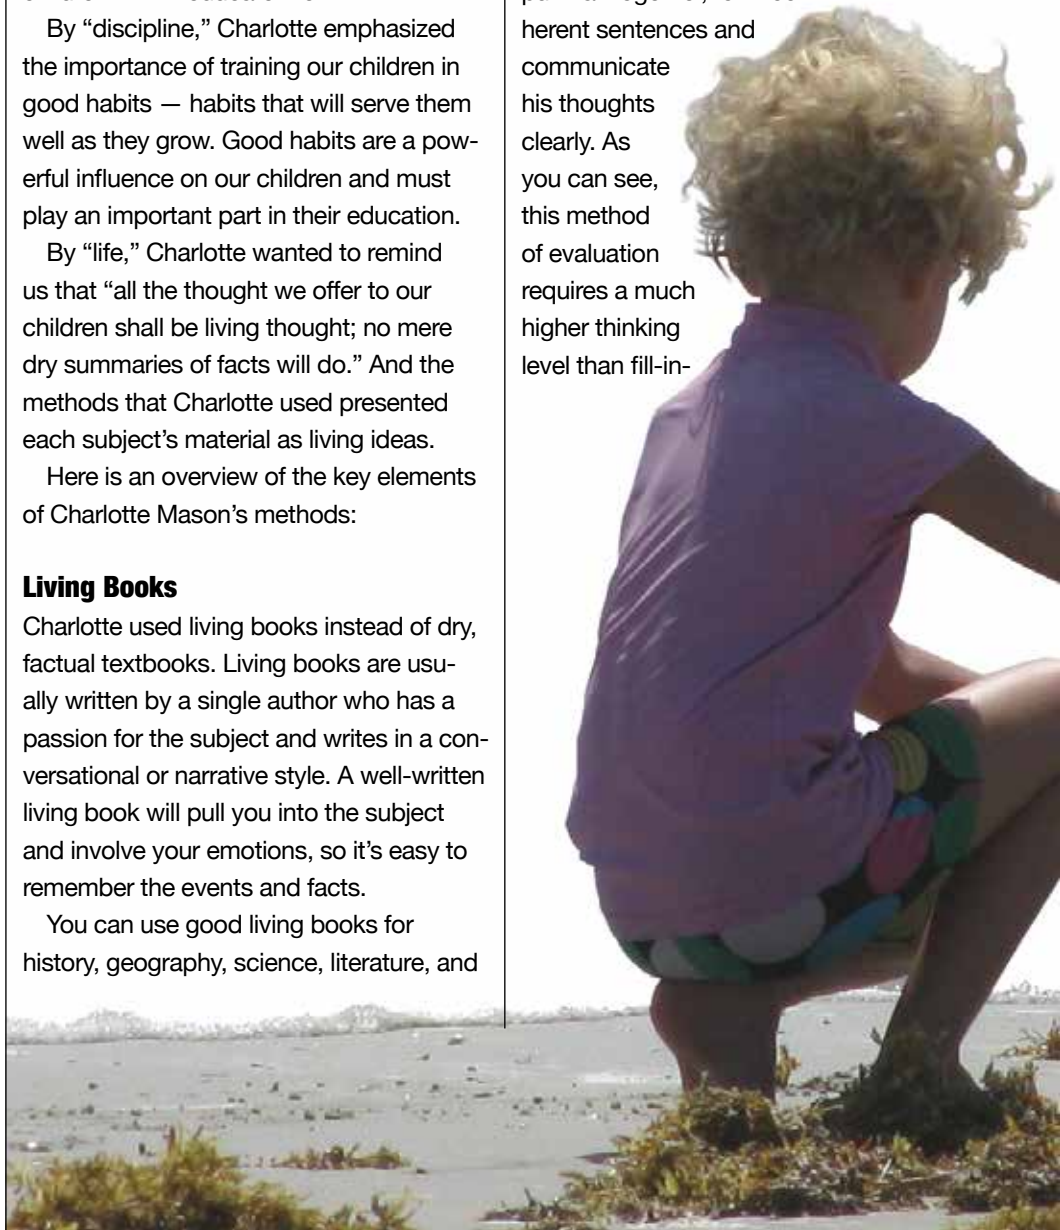 By “discipline,” Charlotte emphasized
the importance of training our children in
good habits — habits that will serve them
well as they grow. Good habits are a pow-
erful influence on our children and must
play an important part in their education.
By “life,” Charlotte wanted to remind
us that “all the thought we offer to our
children shall be living thought; no mere
dry summaries of facts will do.” And the
methods that Charlotte used presented
each subject’s material as living ideas.
Here is an overview of the key elements
of Charlotte Mason’s methods:
Living Books
Charlotte used living books instead of dry,
factual textbooks. Living books are usu-
ally written by a single author who has a
passion for the subject and writes in a con-
versational or narrative style. A well-written
living book will pull you into the subject
and involve your emotions, so it’s easy to
remember the events and facts.
You can use good living books for
history, geography, science, literature, and
herent sentences and
communicate
his thoughts
clearly. As
you can see,
this method
of evaluation
requires a much
higher thinking
level than fill-in-